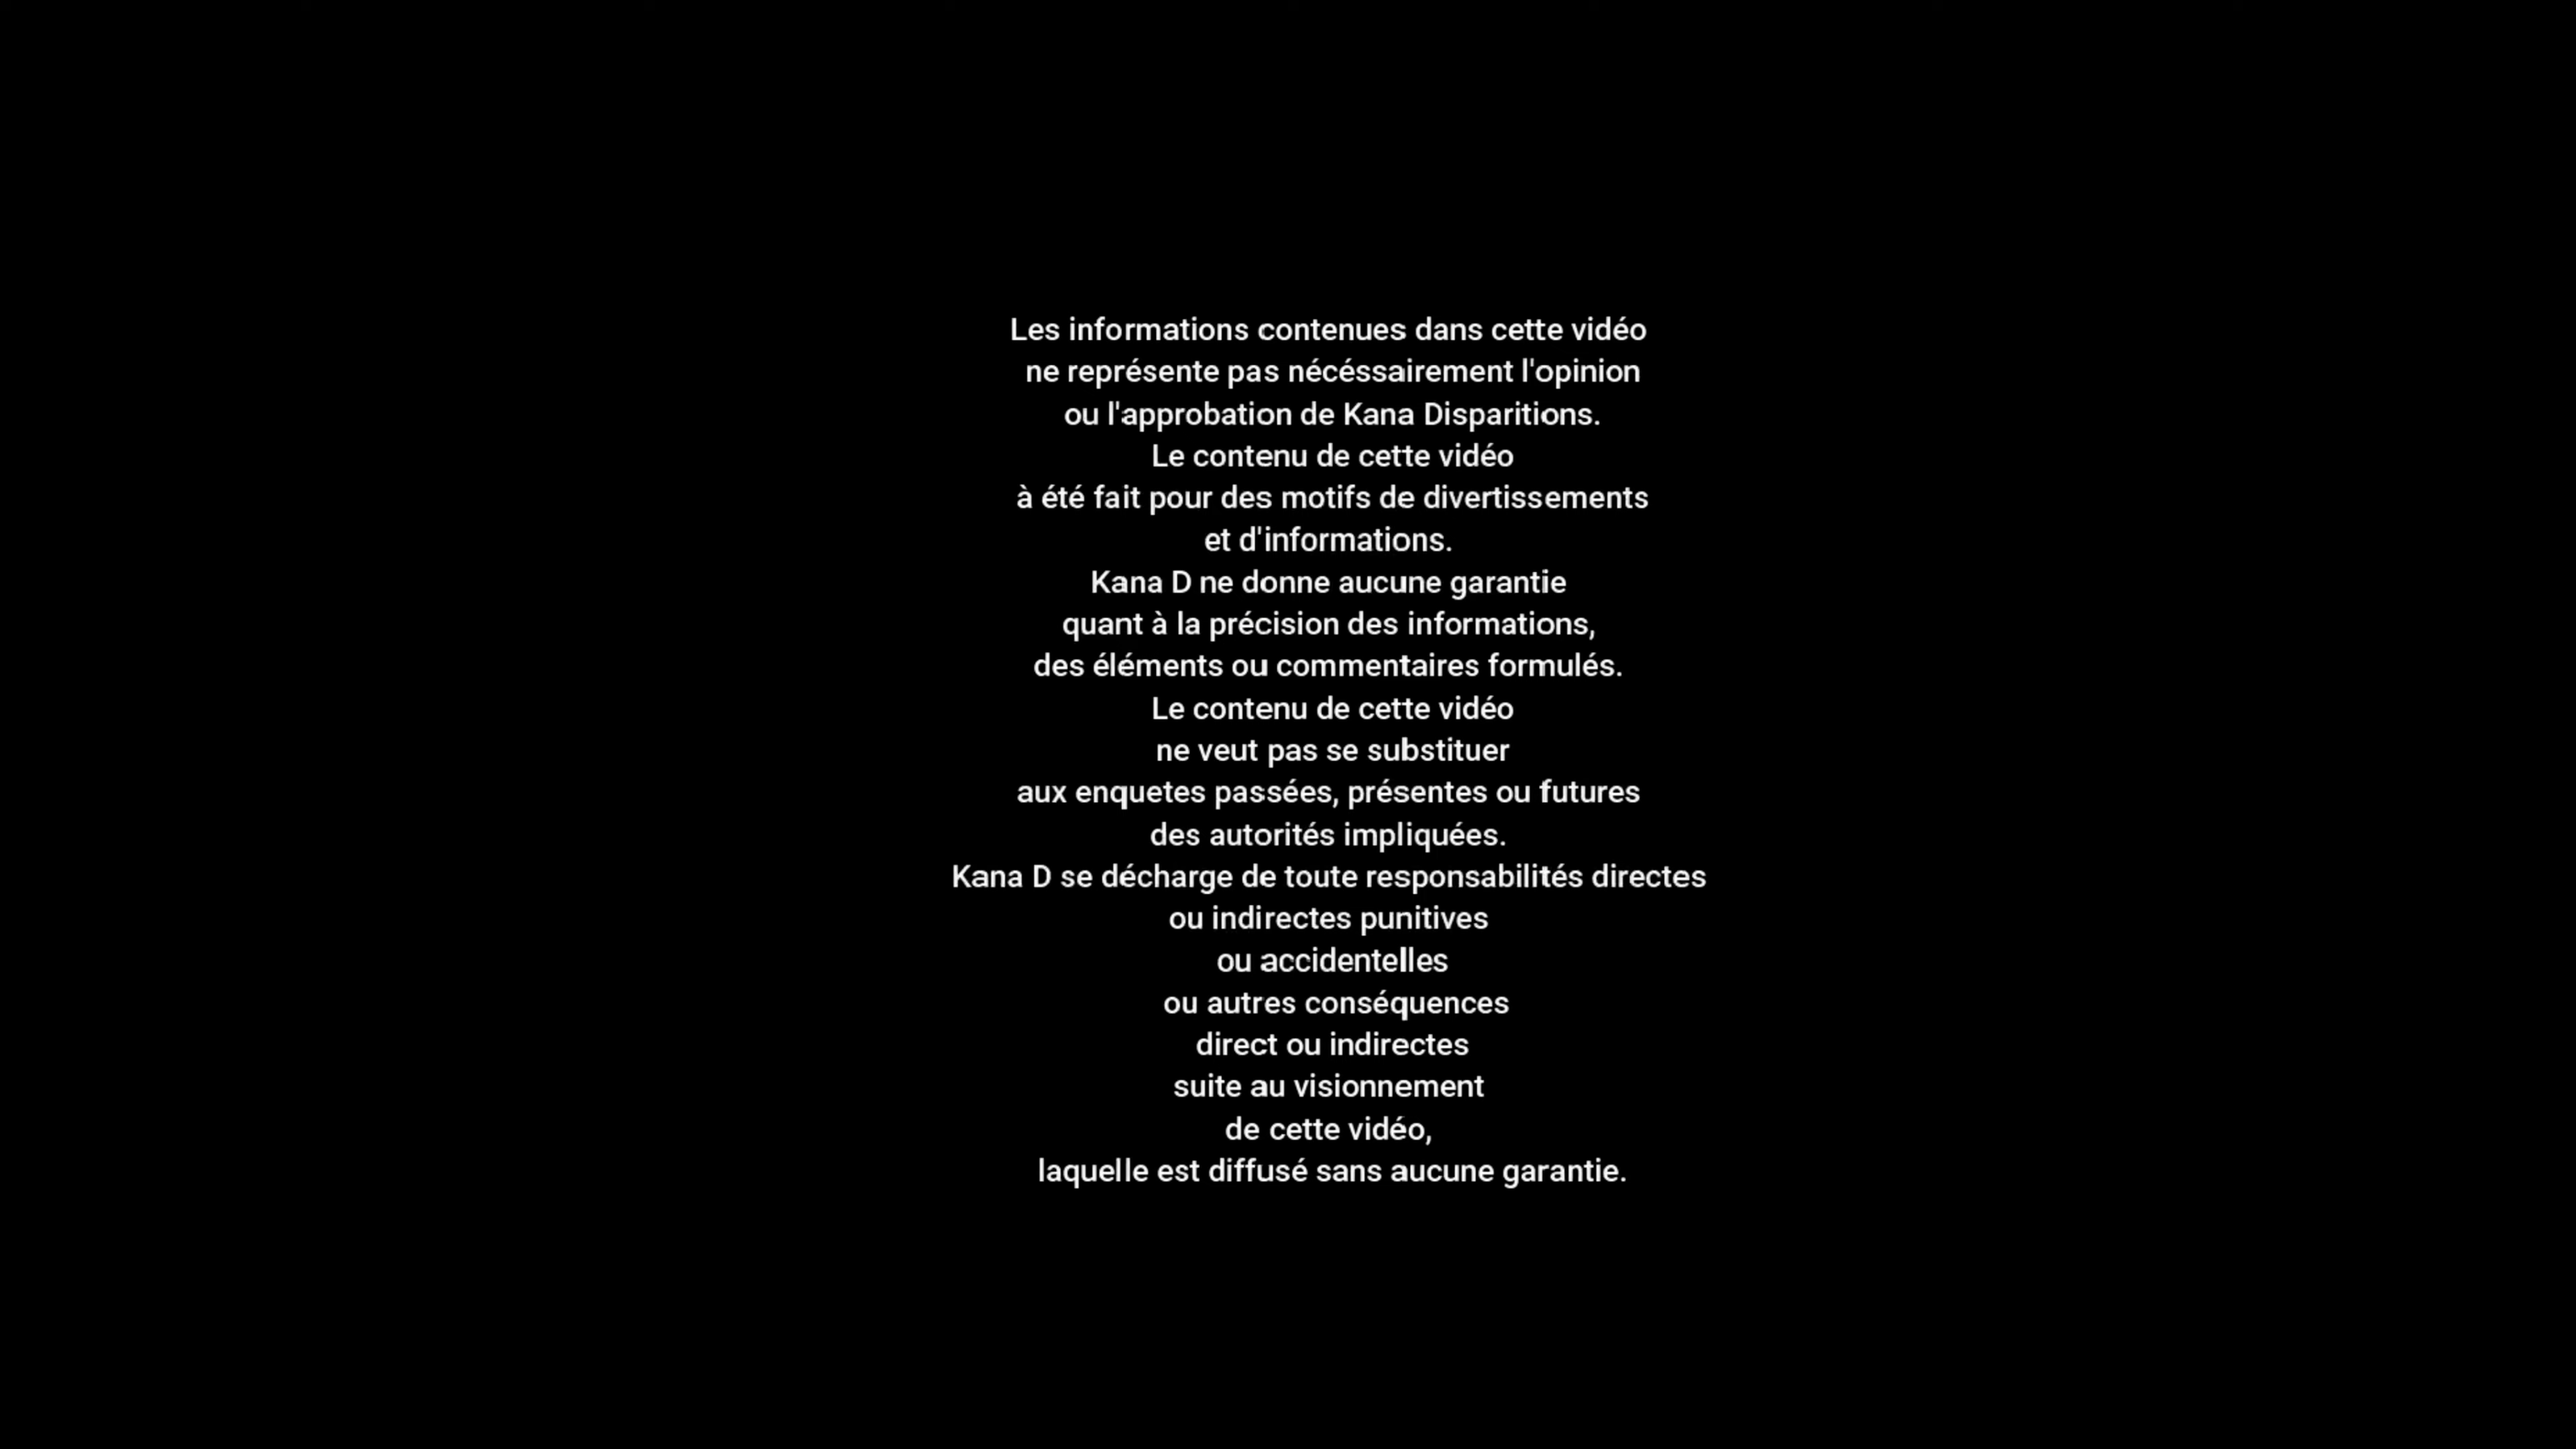 Les informations contenues dans cette vidéo
ne représente pas nécéssairement l'opinion
ou l'approbation de Kana Disparitions.
Le contenu de cette vidéo
à été fait pour des motifs de divertissements
et d'informations.
Kana D ne donne aucune garantie
quant à la précision des informations,
des éléments ou commentaires formulés.
Le contenu de cette vidéo
ne veut pas se substituer
aux enquetes passées, présentes ou futures
des autorités impliquées.
Kana D se décharge de toute responsabilités directes
ou indirectes punitives
ou accidentelles
ou autres conséquences
direct ou indirectes
suite au visionnement
de cette vidéo,
laquelle est diffusé sans aucune garantie.